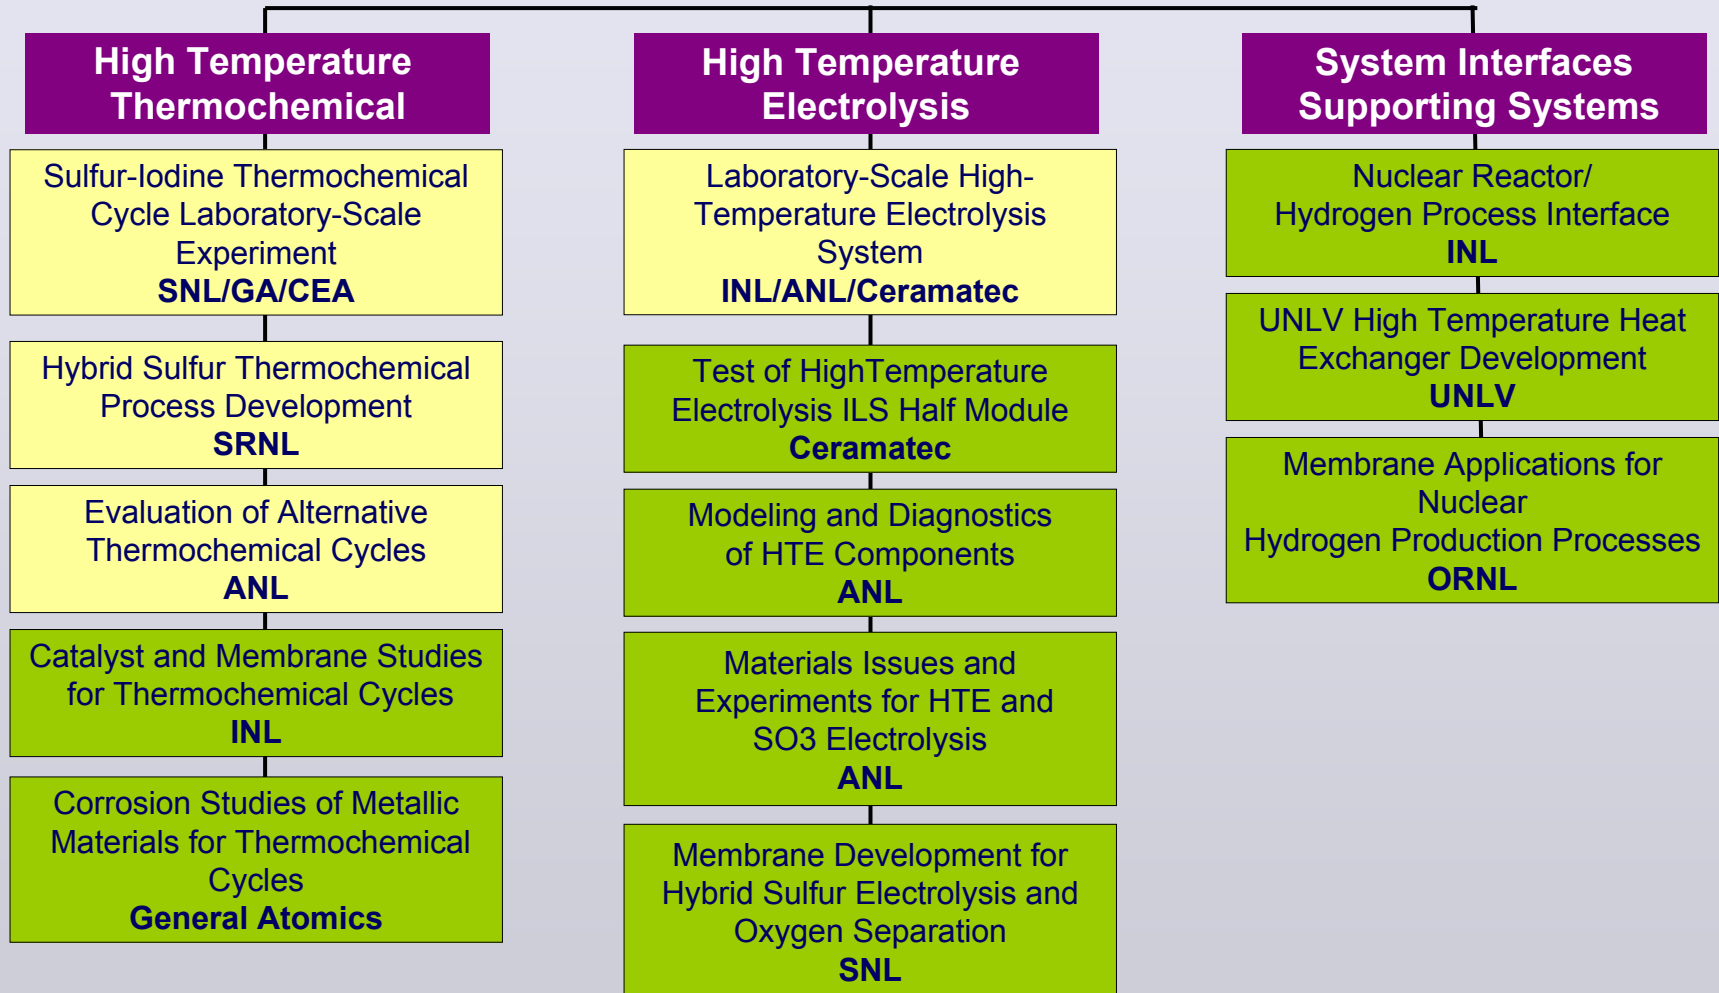 High Temperature
Thermochemical
Sulfur-Iodine Thermochemical
Cycle Laboratory-Scale
Experiment
SNL/GA/CEA
Hybrid Sulfur Thermochemical
Process Development
SRNL
Evaluation of Alternative
Thermochemical Cycles
ANL
Catalyst and Membrane Studies
for Thermochemical Cycles
INL
Corrosion Studies of Metallic
Materials for Thermochemical
Cycles
General Atomics
High Temperature
Electrolysis
Laboratory-Scale High-
Temperature Electrolysis
System
INL/ANL/Ceramatec
Test of HighTemperature
Electrolysis ILS Half Module
Ceramatec
Modeling and Diagnostics
of HTE Components
ANL
Materials Issues and
Experiments for HTE and
SO3 Electrolysis
ANL
Membrane Development for
Hybrid Sulfur Electrolysis and
Oxygen Separation
SNL
System Interfaces
Supporting Systems
Nuclear Reactor/
Hydrogen Process Interface
INL
UNLV High Temperature Heat
Exchanger Development
UNLV
Membrane Applications for
Nuclear
Hydrogen Production Processes
ORNL